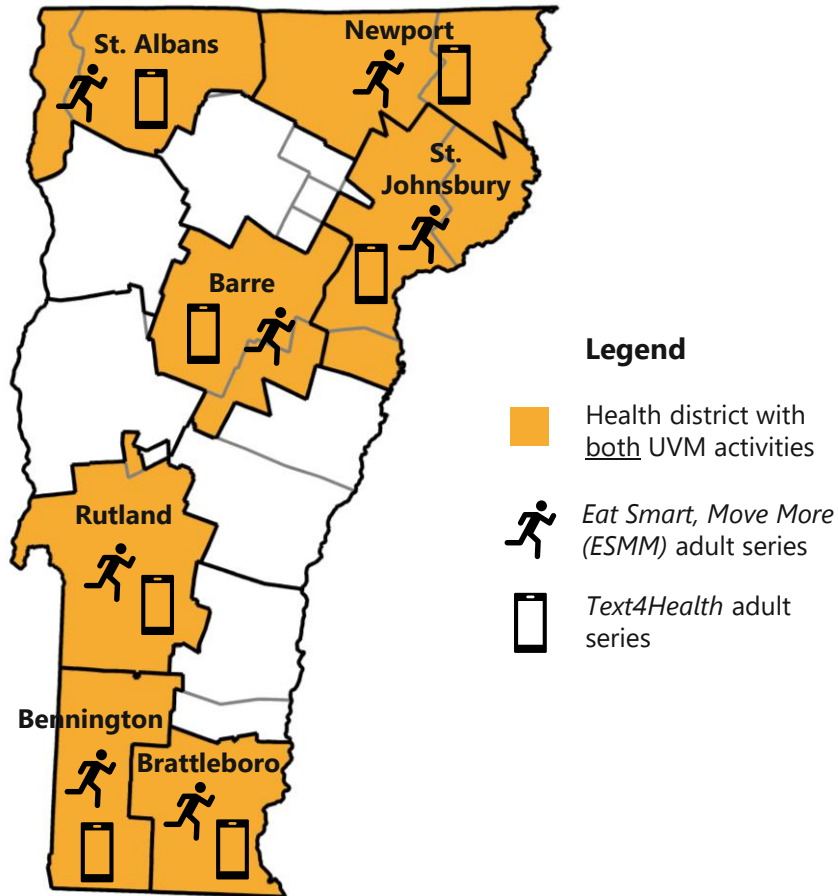 St. Albans
Newport
St.
Johnsbury
Barre
Rutland
Bennington
Brattleboro
Legend
Health district with
both UVM activities
Eat Smart, Move More
(ESMM) adult series
Text4Health adult
series